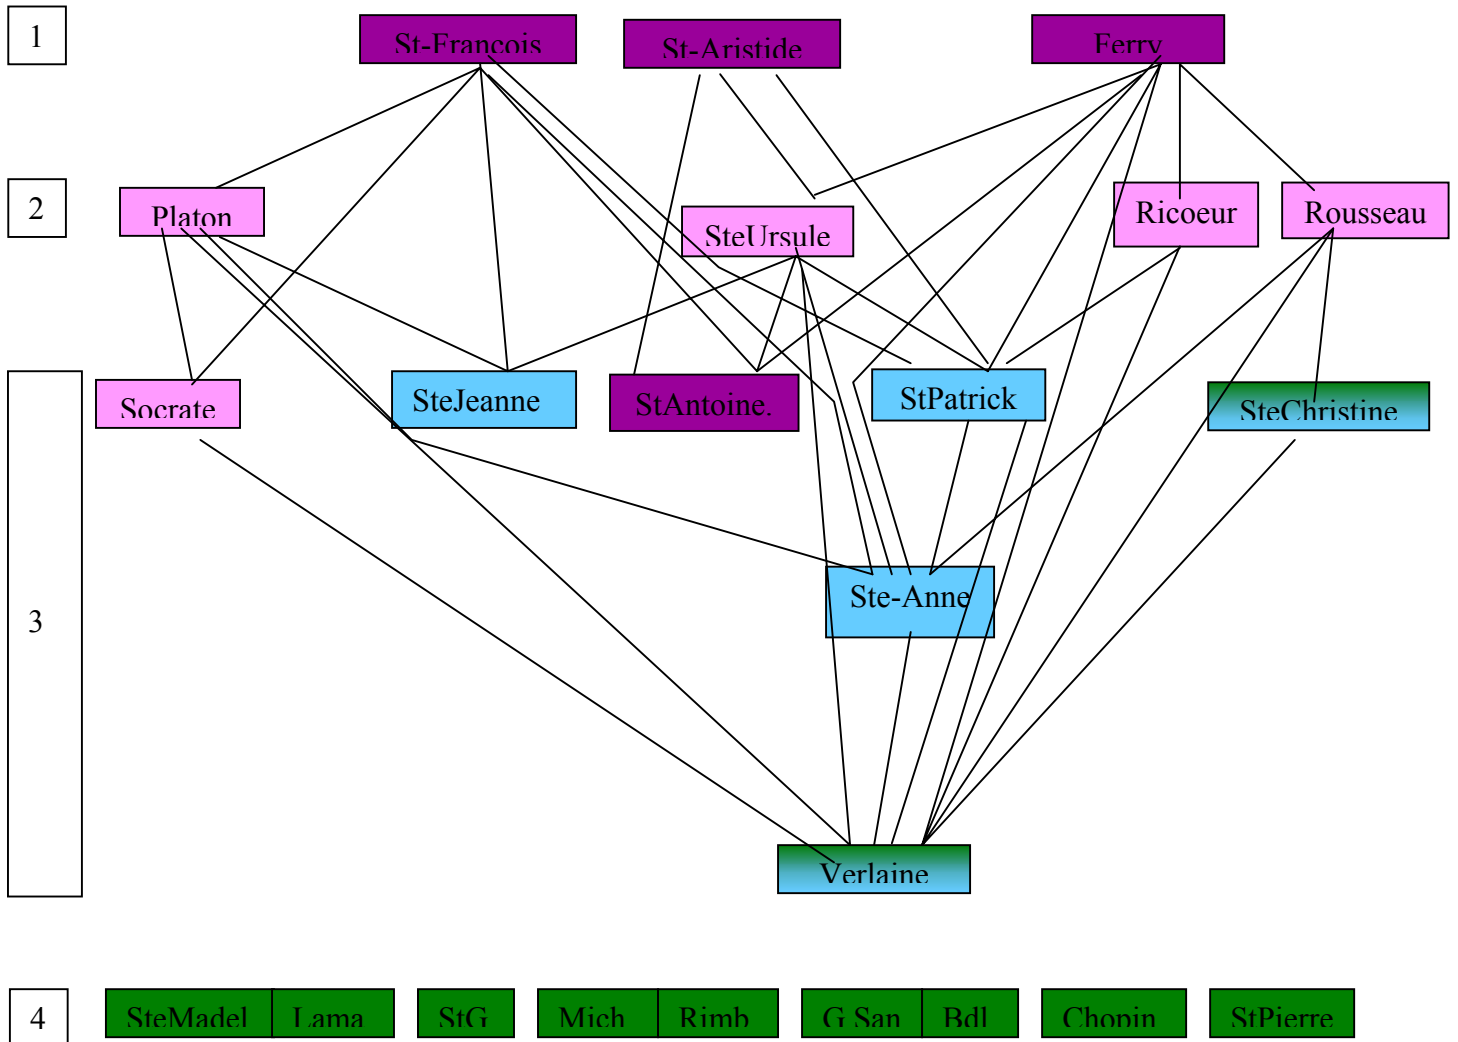 1
St-Francois
St-Aristide
Ferry
2
Platon
SteUrsule
Ricoeur
Rousseau
Socrate
SteJeanne
StAntoine.
StPatrick
SteChristine
3
Ste-Anne
Verlaine
4
SteMadel
Lama
StG
Mich
Rimb
G San
Bdl
Chopin
StPierre